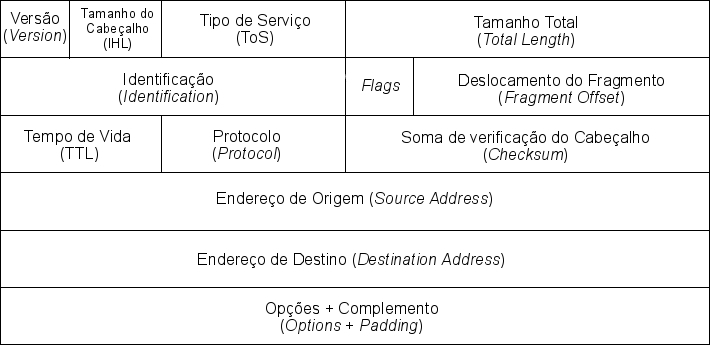 Versão
(Version)
Tamanho do
Cabeçalho
(IHL)
Tipo de Serviço
(ToS)
Tamanho Total
(Total Length)
Identificação
(Identification)
Flags
Deslocamento do Fragmento
(Fragment Offset)
Tempo de Vida
(TTL)
Protocolo
(Protocol)
Soma de verificação do Cabeçalho
(Checksum)
Endereço de Origem (Source Address)
Endereço de Destino (Destination Address)
Opções + Complemento
(Options + Padding)